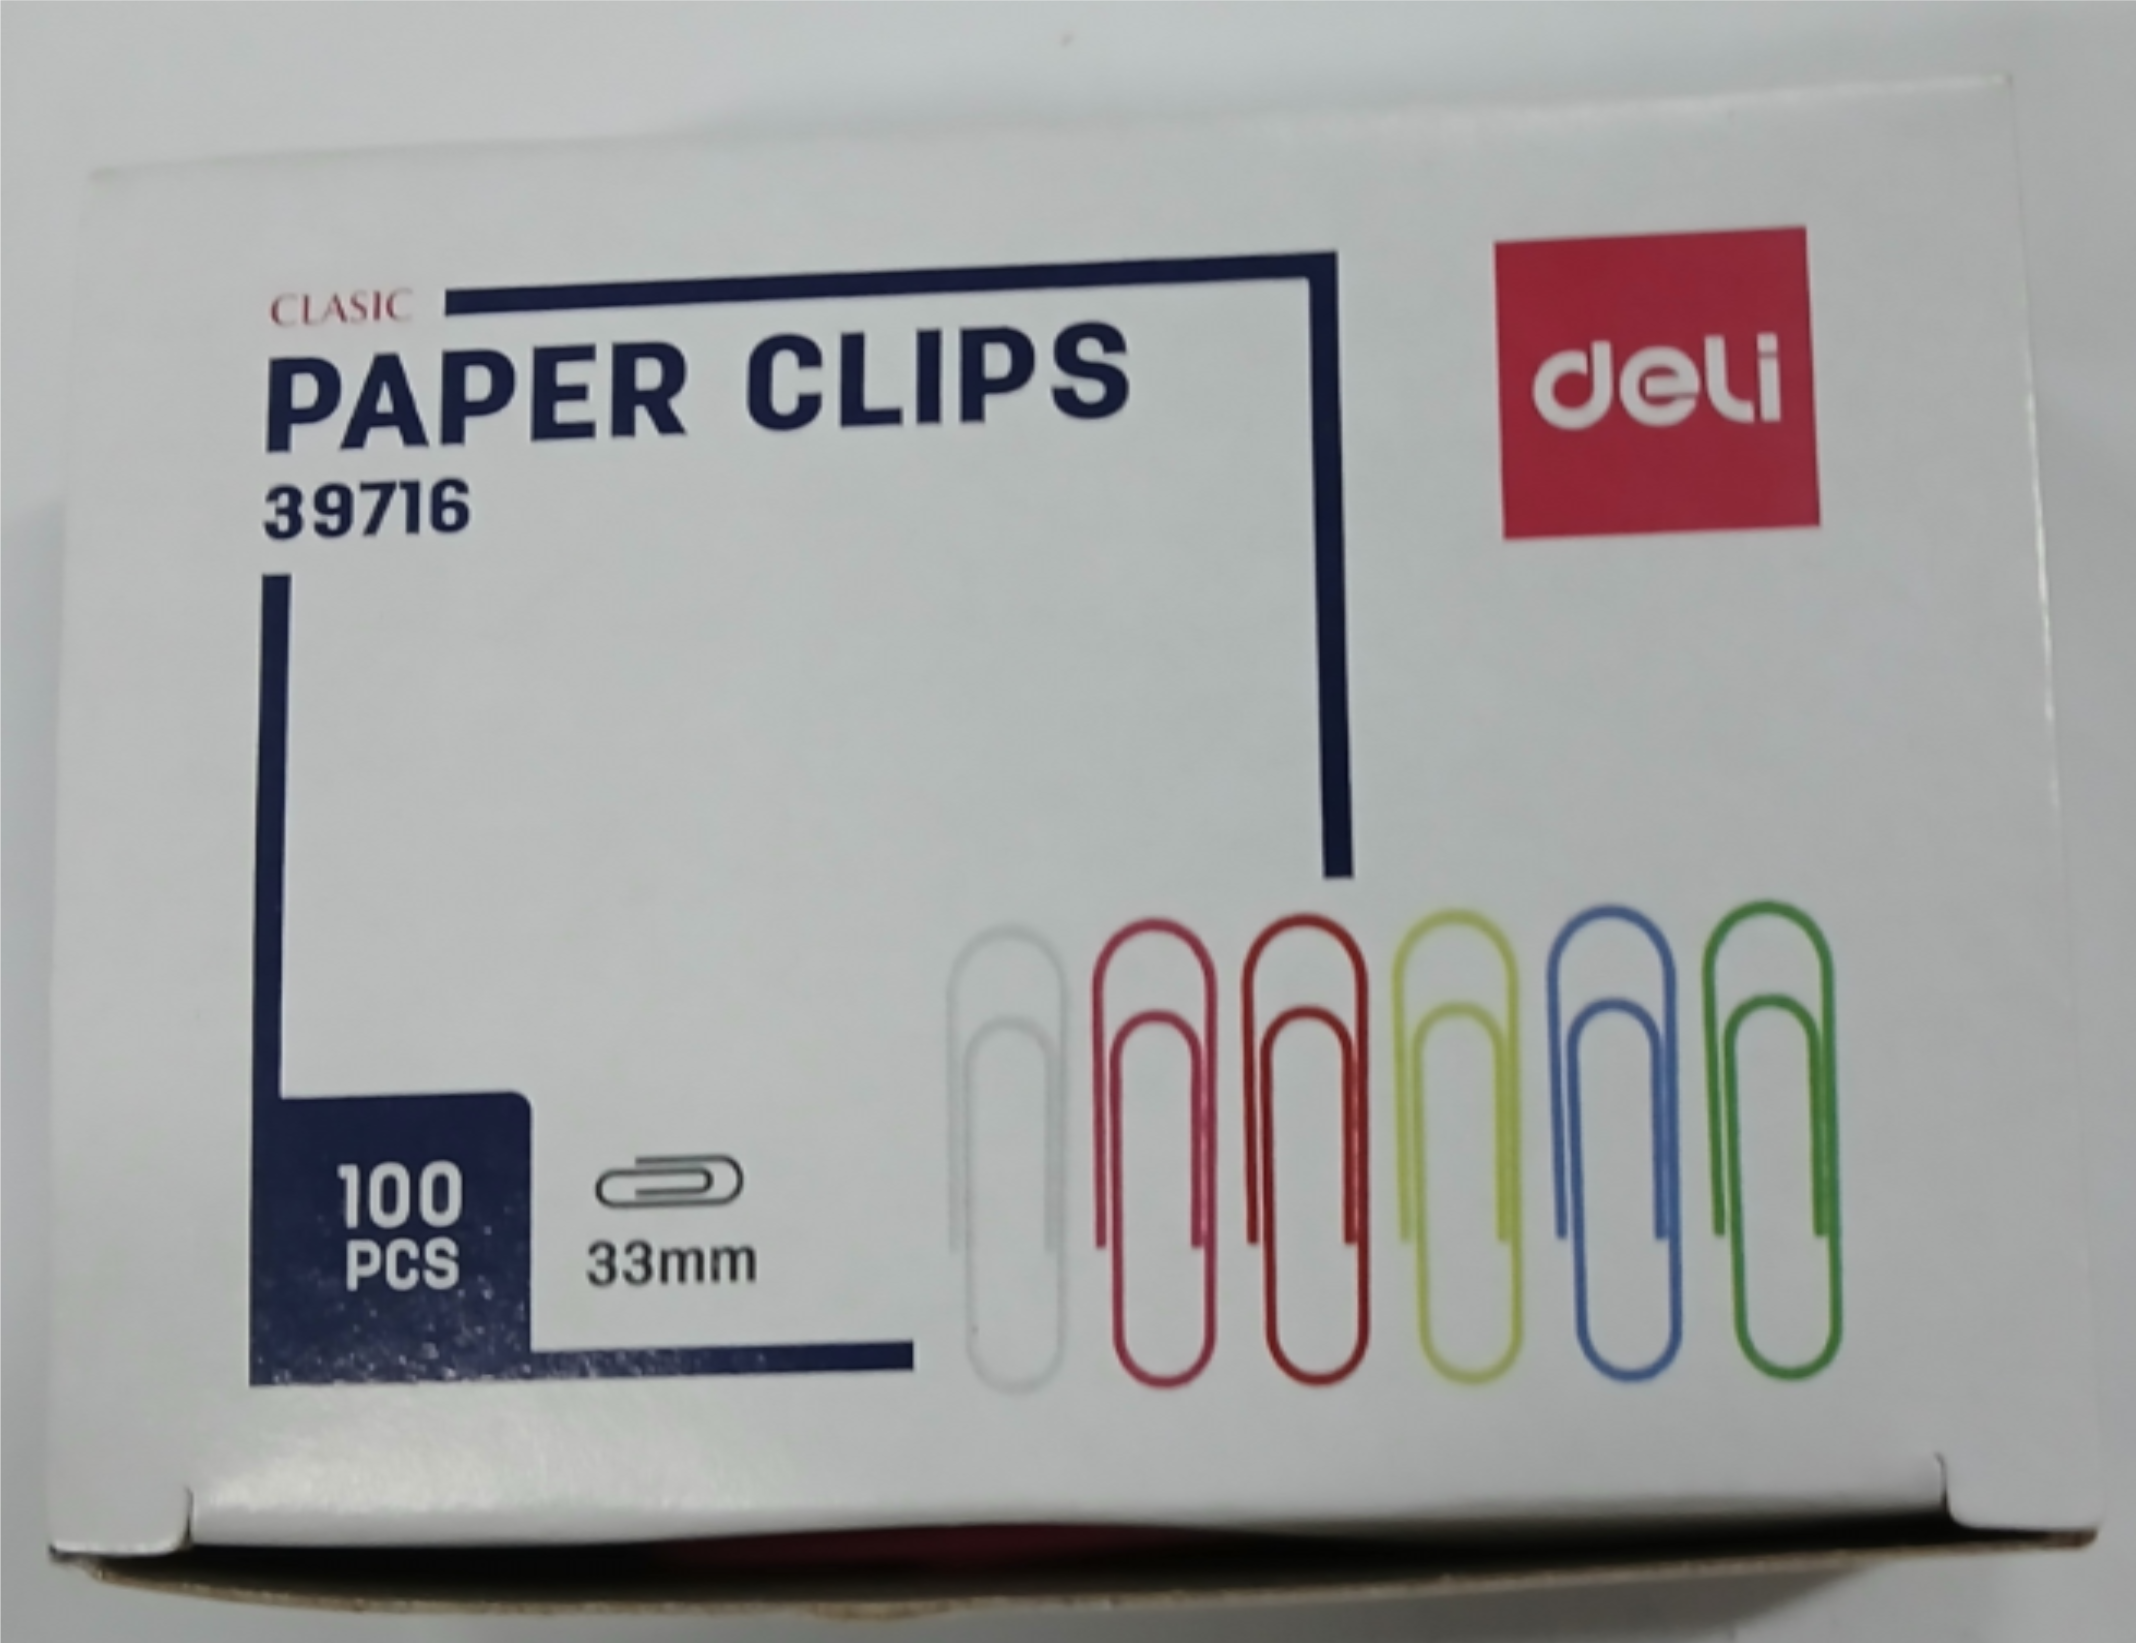 CLASIC
PAPER CLIPS
39716
deli
100
PCS
33mm